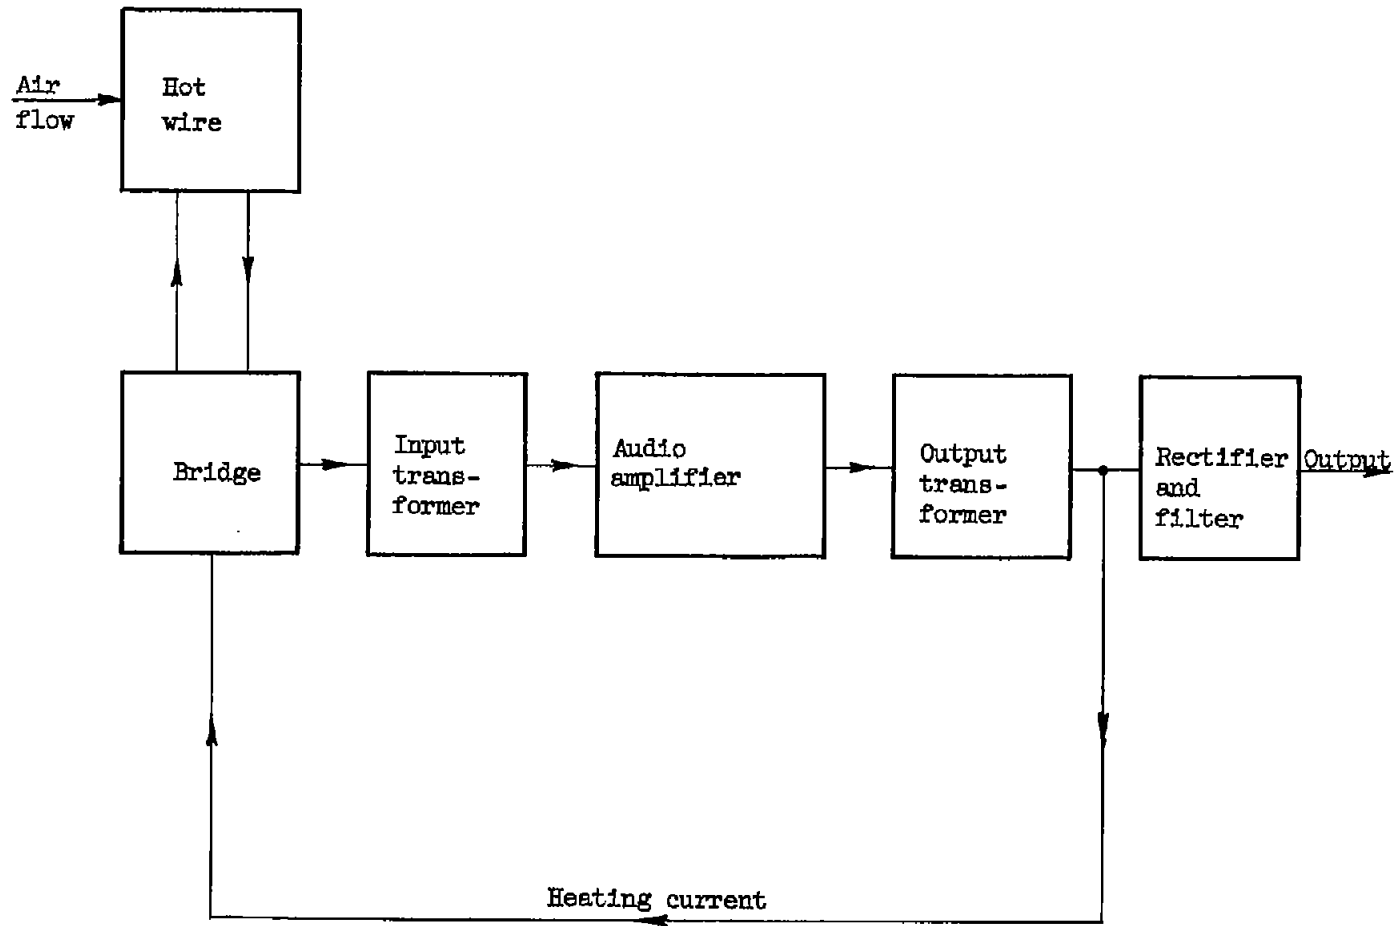 Air
flow
Hot
wire
Bridge
Input
trans-
former
Audio
amplifier
Output
trans-
former
Rectifier
and
filter
Output
Heating current